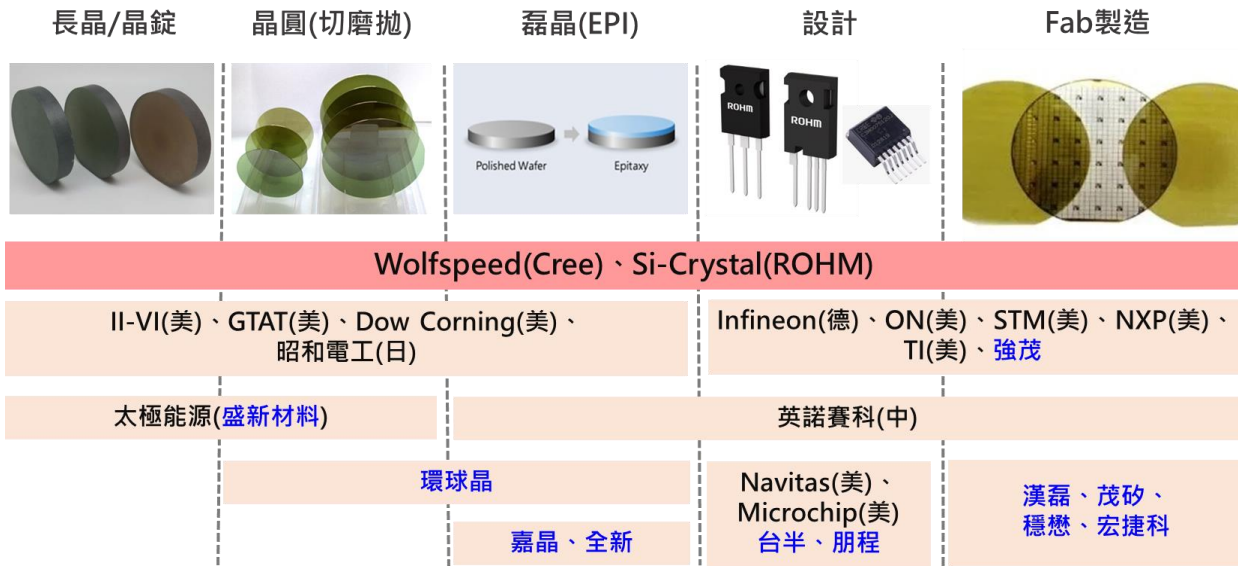 長晶/晶錠
晶圓(切磨拋)
磊晶(EPI)
設計
Fab製造
ROHM
ROHM
Polished Wafer
Epitaxy
Wolfspeed(Cree)、Si-Crystal(ROHM)
II-VI(美)、GTAT(美)、Dow Corning(美)、
昭和電工(日)
Infineon(德)、ON(美)、STM(美)、NXP(美)、
TI(美)、強茂
太極能源(盛新材料)
英諾賽科(中)
環球晶
Navitas(美)、
Microchip(美)
台半、朋程
漢磊、茂矽、
穩懋、宏捷科
嘉晶、全新